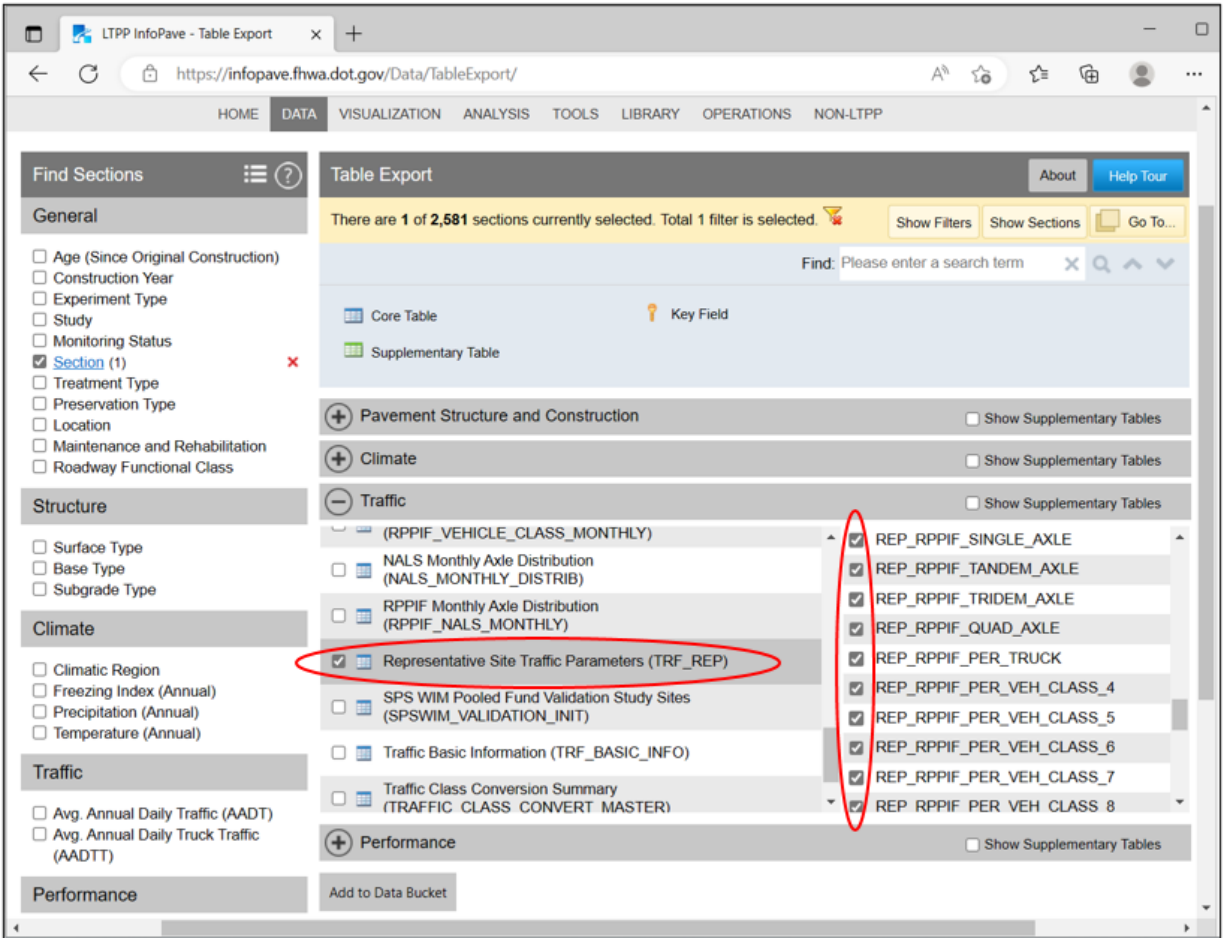 LTPP InfoPave - Table Export
https://infopave.fhwa.dot.gov/Data/TableExport/
HOME DATA VISUALIZATION ANALYSIS TOOLS LIBRARY OPERATIONS NON-LTPP
Find Sections
General
Age (Since Original Construction)
Construction Year
Experiment Type
Study
Monitoring Status
Section (1)
Treatment Type
Preservation Type
Location
Maintenance and Rehabilitation
Roadway Functional Class
Structure
Surface Type
Base Type
Subgrade Type
Climate
Climatic Region
Freezing Index (Annual)
Precipitation (Annual)
Temperature (Annual)
Traffic
Avg. Annual Daily Traffic (AADT)
Avg. Annual Daily Truck Traffic
(AADTT)
Performance
Table Export
About
Help Tour
There are 1 of 2,581 sections currently selected. Total 1 filter is selected.
Show Filters
Show Sections
Go To...
Find: Please enter a search term
Core Table
Key Field
Supplementary Table
Pavement Structure and Construction
Show Supplementary Tables
Climate
Show Supplementary Tables
Traffic
Show Supplementary Tables
(RPPIF_VEHICLE_CLASS_MONTHLY)
NALS Monthly Axle Distribution
(NALS_MONTHLY_DISTRIB)
RPPIF Monthly Axle Distribution
(RPPIF_NALS_MONTHLY)
Representative Site Traffic Parameters (TRF_REP)
SPS WIM Pooled Fund Validation Study Sites
(SPSWIM_VALIDATION_INIT)
Traffic Basic Information (TRF_BASIC_INFO)
Traffic Class Conversion Summary
(TRAFFIC_CLASS_CONVERT_MASTER)
REP_RPPIF_SINGLE_AXLE
REP_RPPIF_TANDEM_AXLE
REP_RPPIF_TRIDEM_AXLE
REP_RPPIF_QUAD_AXLE
REP_RPPIF_PER_TRUCK
REP_RPPIF_PER_VEH_CLASS_4
REP_RPPIF_PER_VEH_CLASS_5
REP_RPPIF_PER_VEH_CLASS_6
REP_RPPIF_PER_VEH_CLASS_7
REP_RPPIF_PER_VEH_CLASS_8
Performance
Show Supplementary Tables
Add to Data Bucket